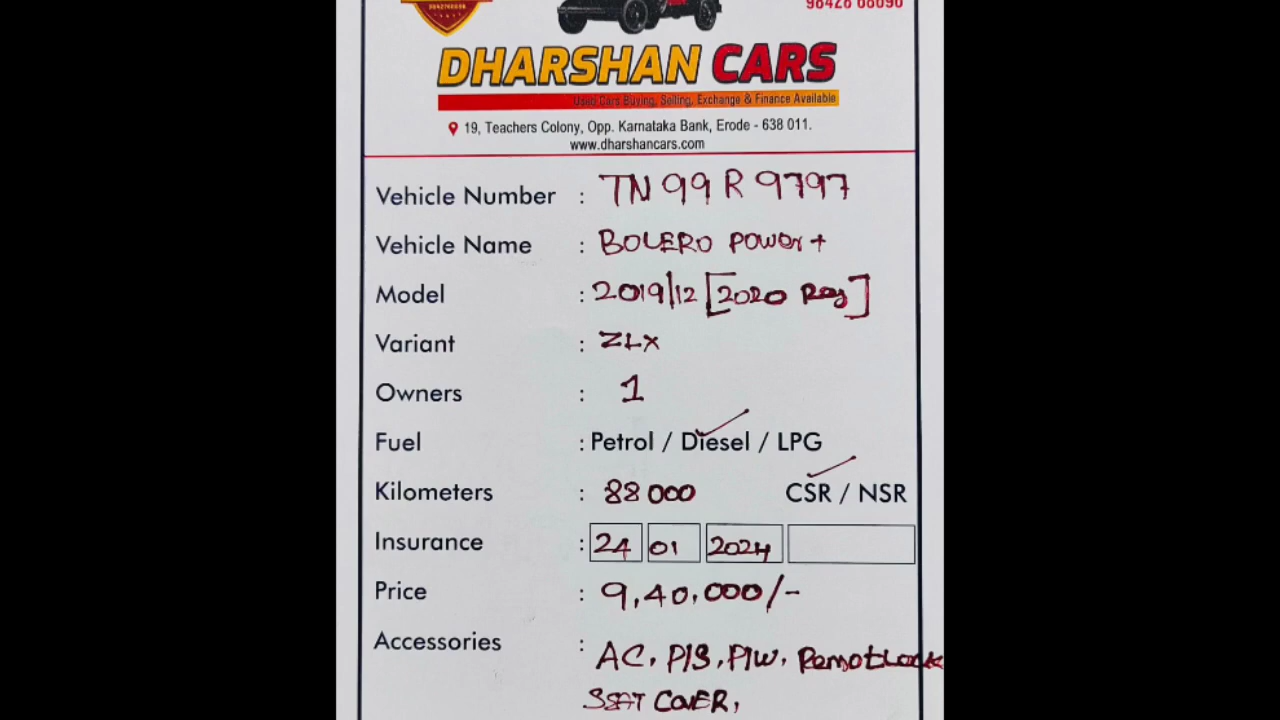 DHARSHAN CARS
Used Cars Buying, Selling, Exchange & Finance Available
19, Teachers Colony, Opp. Karnataka Bank, Erode - 638 011.
www.dharshancars.com
Vehicle Number : TN 99 R 9797
Vehicle Name : BOLERO POWER +
Model : 2019/12 [2020 Reg]
Variant : ZLX
Owners : 1
Fuel : Petrol / Diesel / LPG
Kilometers : 88 000 CSR / NSR
Insurance : 24 01 2024
Price : 9,40,000/-
Accessories : AC, P/S, P/W, Remot Lock
SEAT COVER,